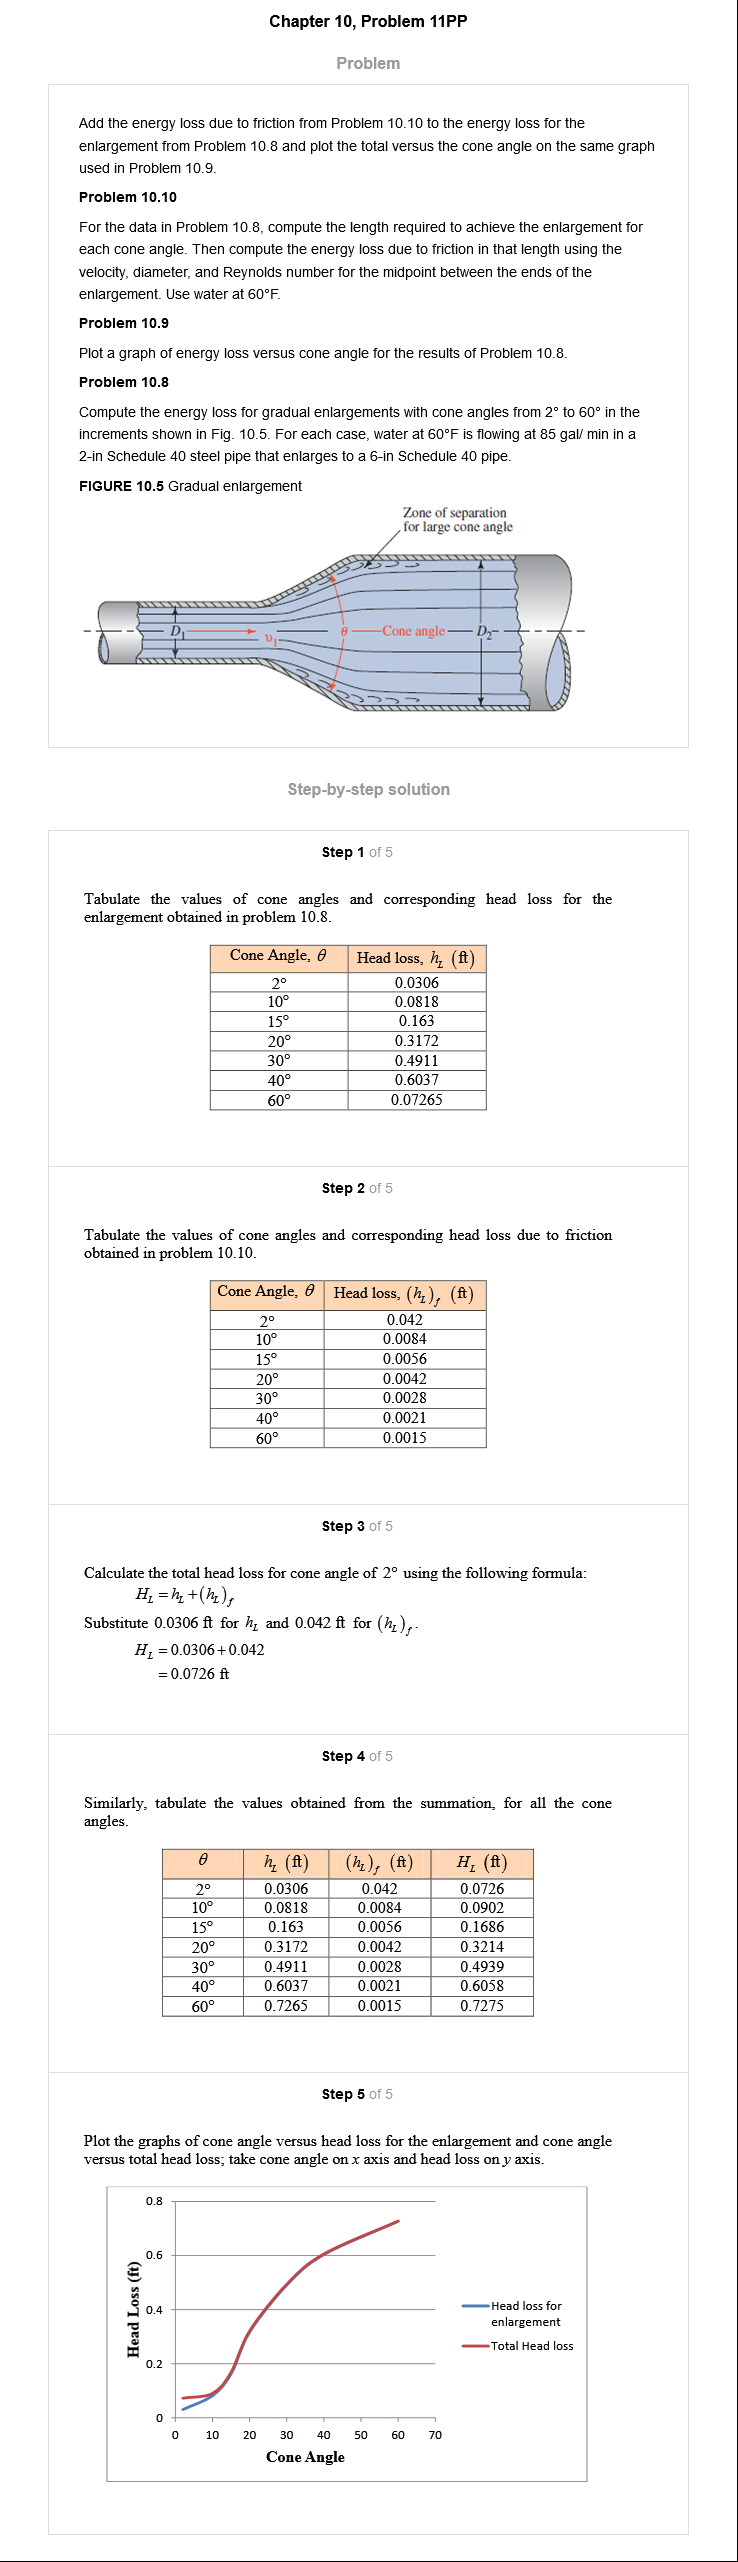 Chapter 10, Problem 11PP
Problem
Add the energy loss due to friction from Problem 10.10 to the energy loss for the
enlargement from Problem 10.8 and plot the total versus the cone angle on the same graph
used in Problem 10.9.
Problem 10.10
For the data in Problem 10.8, compute the length required to achieve the enlargement for
each cone angle. Then compute the energy loss due to friction in that length using the
velocity, diameter, and Reynolds number for the midpoint between the ends of the
enlargement. Use water at 60°F.
Problem 10.9
Plot a graph of energy loss versus cone angle for the results of Problem 10.8.
Problem 10.8
Compute the energy loss for gradual enlargements with cone angles from 2° to 60° in the
increments shown in Fig. 10.5. For each case, water at 60°F is flowing at 85 gal/ min in a
2-in Schedule 40 steel pipe that enlarges to a 6-in Schedule 40 pipe.
FIGURE 10.5 Gradual enlargement
Zone of separation
for large cone angle
D₁ υ₁ θ Cone angle D₂
θ
Step-by-step solution
Step 1 of 5
Tabulate the values of cone angles and corresponding head loss for the
enlargement obtained in problem 10.8.
Cone Angle, θ Head loss, h_L (ft)
2° 0.0306
10° 0.0818
15° 0.163
20° 0.3172
30° 0.4911
40° 0.6037
60° 0.07265
Step 2 of 5
Tabulate the values of cone angles and corresponding head loss due to friction
obtained in problem 10.10.
Cone Angle, θ Head loss, (h_L)_f (ft)
2° 0.042
10° 0.0084
15° 0.0056
20° 0.0042
30° 0.0028
40° 0.0021
60° 0.0015
Step 3 of 5
Calculate the total head loss for cone angle of 2° using the following formula:
H_L = h_L + (h_L)_f
Substitute 0.0306 ft for h_L and 0.042 ft for (h_L)_f.
H_L = 0.0306 + 0.042
= 0.0726 ft
Step 4 of 5
Similarly, tabulate the values obtained from the summation, for all the cone
angles.
θ h_L (ft) (h_L)_f (ft) H_L (ft)
2° 0.0306 0.042 0.0726
10° 0.0818 0.0084 0.0902
15° 0.163 0.0056 0.1686
20° 0.3172 0.0042 0.3214
30° 0.4911 0.0028 0.4939
40° 0.6037 0.0021 0.6058
60° 0.7265 0.0015 0.7275
Step 5 of 5
Plot the graphs of cone angle versus head loss for the enlargement and cone angle
versus total head loss; take cone angle on x axis and head loss on y axis.
Head Loss (ft)
0.8
0.6
0.4
0.2
0
0 10 20 30 40 50 60 70
Cone Angle
Head loss for
enlargement
Total Head loss